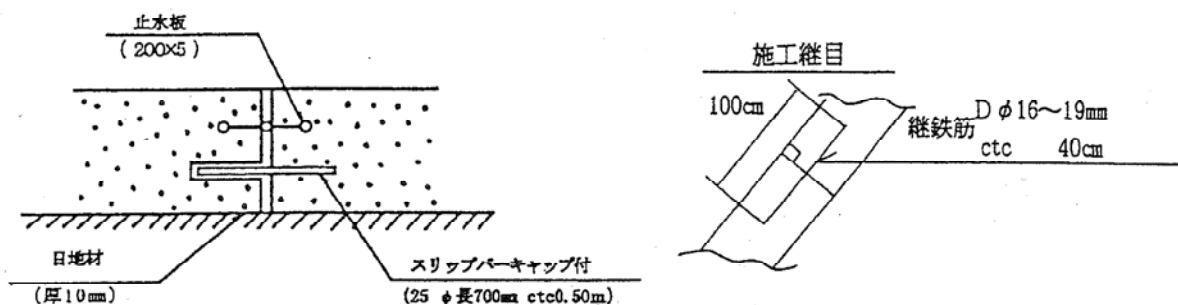 止水板
(200×5)
目地材
(厚10mm)
スリップバーキャップ付
(25φ長700mm ctc0.50m)
施工継目
100cm
継鉄筋 Dφ16〜19mm
ctc 40cm